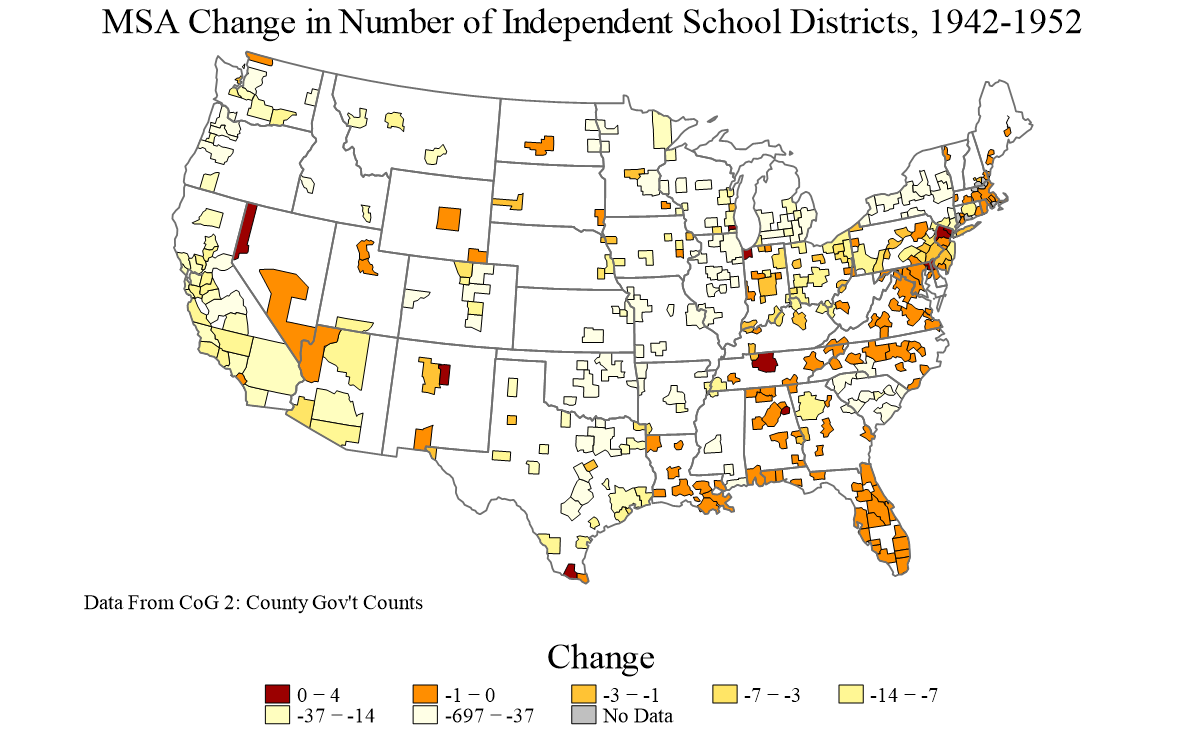 MSA Change in Number of Independent School Districts, 1942-1952
Data From CoG 2: County Gov't Counts
Change
0 − 4
-1 − 0
-3 − -1
-7 − -3
-14 − -7
-37 − -14
-697 − -37
No Data